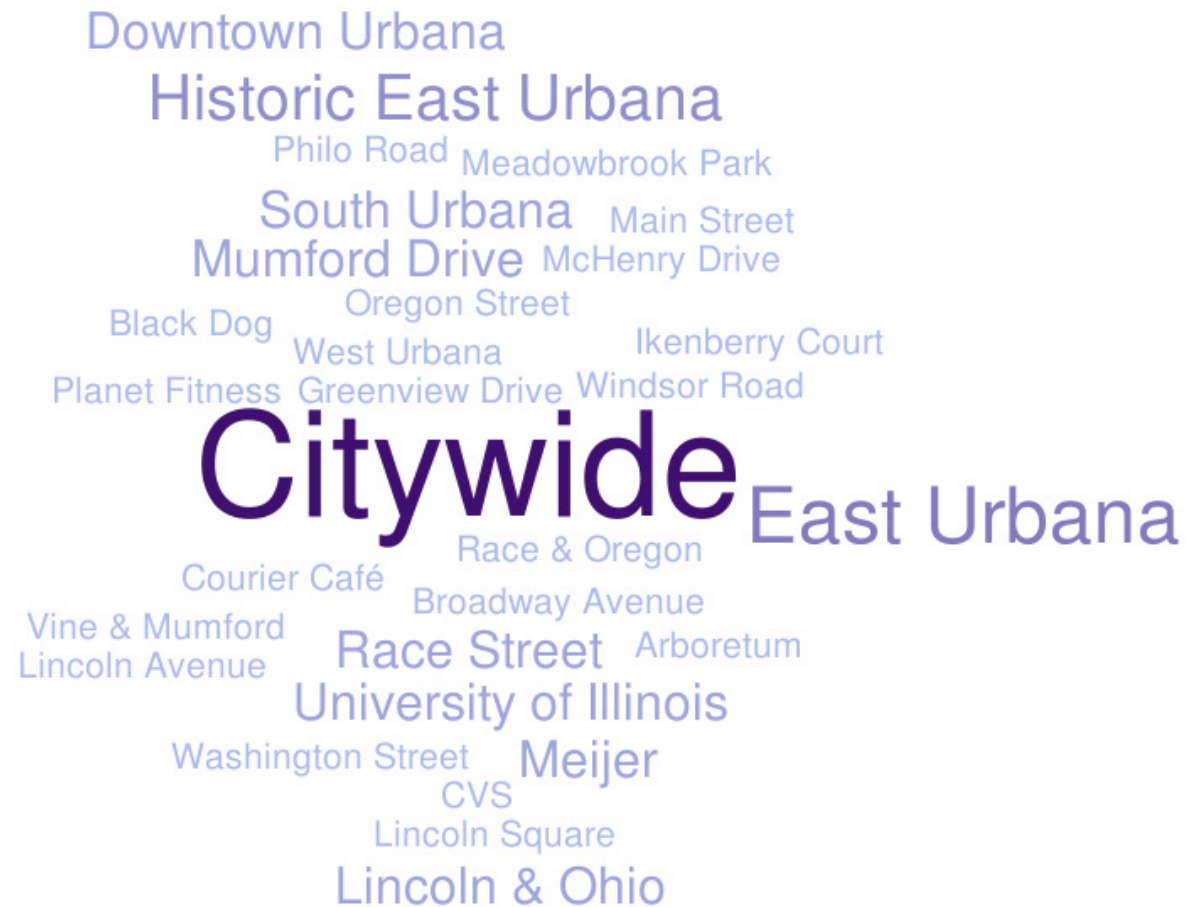 Downtown Urbana
Historic East Urbana
Philo Road
Meadowbrook Park
South Urbana
Main Street
Mumford Drive
McHenry Drive
Oregon Street
Black Dog
Ikenberry Court
West Urbana
Planet Fitness
Greenview Drive
Windsor Road
Citywide
East Urbana
Race & Oregon
Courier Café
Broadway Avenue
Vine & Mumford
Race Street
Arboretum
Lincoln Avenue
University of Illinois
Washington Street
Meijer
CVS
Lincoln Square
Lincoln & Ohio